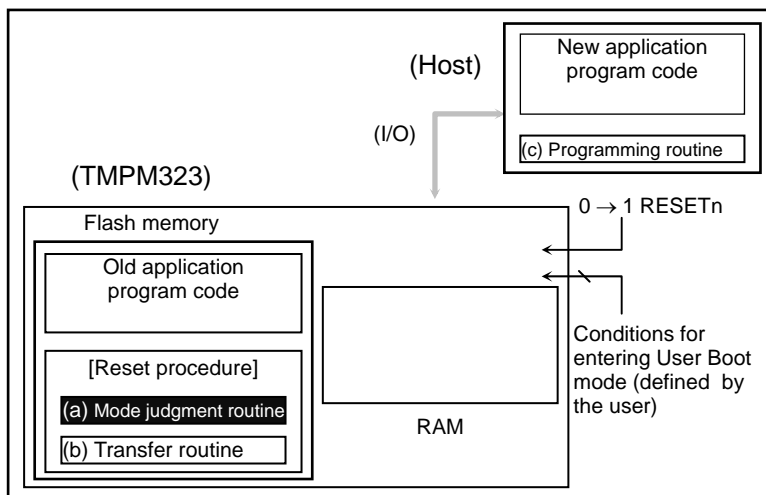 New application
program code
(Host)
(I/O)
(c) Programming routine
(TMPM323)
0 → 1 RESETn
Flash memory
Old application
program code
Conditions for
entering User Boot
mode (defined by
the user)
[Reset procedure]
(a) Mode judgment routine
RAM
(b) Transfer routine